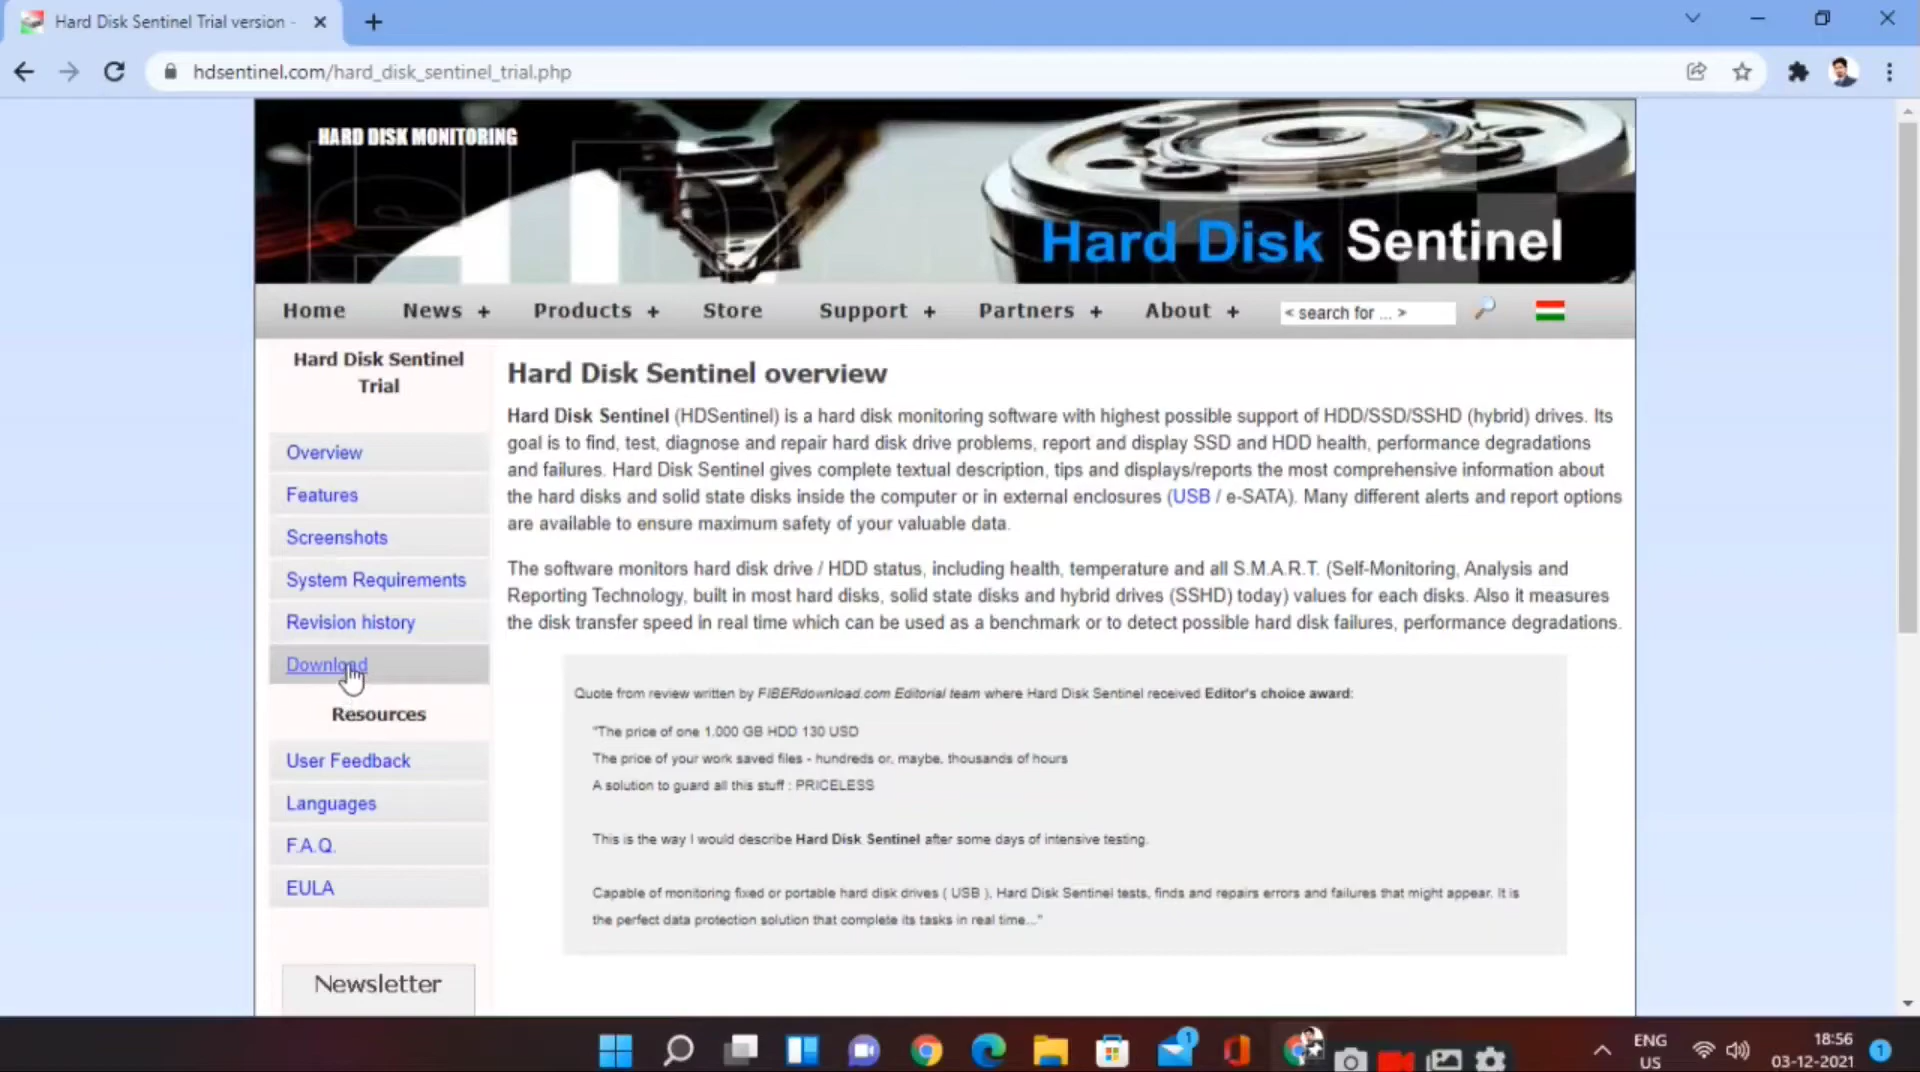 Hard Disk Sentinel Trial version -
hdsentinel.com/hard_disk_sentinel_trial.php
HARD DISK MONITORING
Hard Disk Sentinel
Home News + Products + Store Support + Partners + About + < search for ... >
Hard Disk Sentinel
Trial
Overview
Features
Screenshots
System Requirements
Revision history
Download
Resources
User Feedback
Languages
F.A.Q.
EULA
Newsletter
Hard Disk Sentinel overview
Hard Disk Sentinel (HDSentinel) is a hard disk monitoring software with highest possible support of HDD/SSD/SSHD (hybrid) drives. Its
goal is to find, test, diagnose and repair hard disk drive problems, report and display SSD and HDD health, performance degradations
and failures. Hard Disk Sentinel gives complete textual description, tips and displays/reports the most comprehensive information about
the hard disks and solid state disks inside the computer or in external enclosures (USB / e-SATA). Many different alerts and report options
are available to ensure maximum safety of your valuable data.
The software monitors hard disk drive / HDD status, including health, temperature and all S.M.A.R.T. (Self-Monitoring, Analysis and
Reporting Technology, built in most hard disks, solid state disks and hybrid drives (SSHD) today) values for each disks. Also it measures
the disk transfer speed in real time which can be used as a benchmark or to detect possible hard disk failures, performance degradations.
Quote from review written by FIBERdownload.com Editorial team where Hard Disk Sentinel received Editor's choice award:
"The price of one 1.000 GB HDD 130 USD
The price of your work saved files - hundreds or, maybe, thousands of hours
A solution to guard all this stuff : PRICELESS
This is the way I would describe Hard Disk Sentinel after some days of intensive testing.
Capable of monitoring fixed or portable hard disk drives ( USB ), Hard Disk Sentinel tests, finds and repairs errors and failures that might appear. It is
the perfect data protection solution that complete its tasks in real time..."
1
ENG
US
18:56
03-12-2021
1